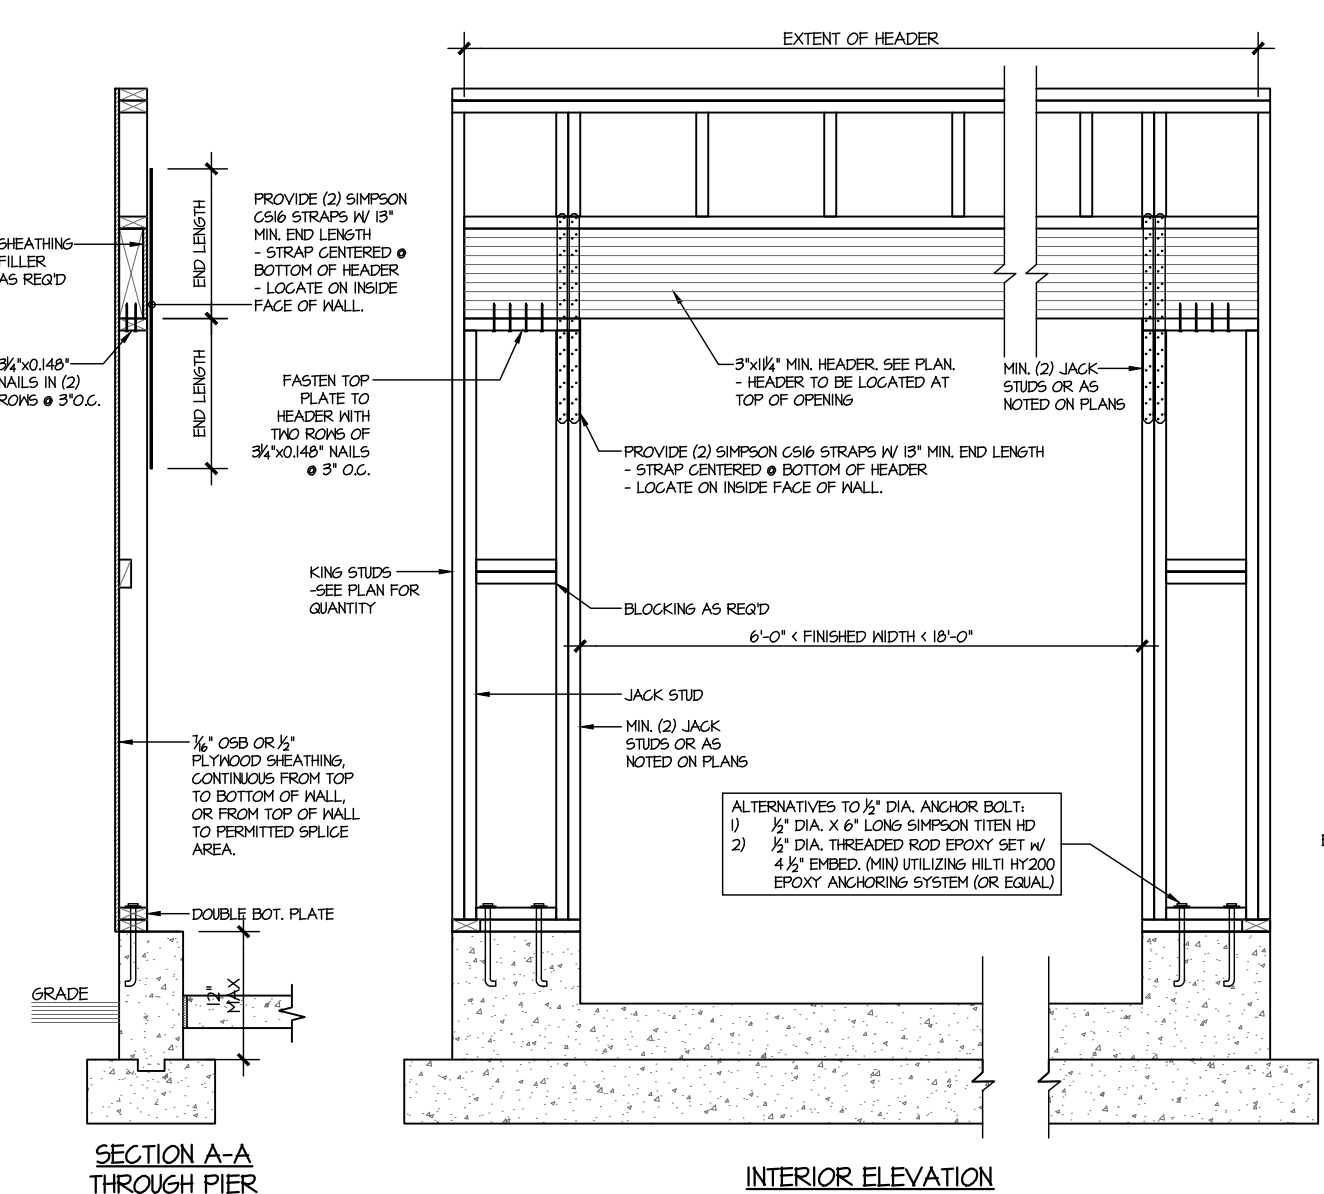 EXTENT OF HEADER
PROVIDE (2) SIMPSON
CS16 STRAPS W/ 13"
MIN. END LENGTH
- STRAP CENTERED @
BOTTOM OF HEADER
- LOCATE ON INSIDE
FACE OF WALL.
END LENGTH
END LENGTH
SHEATHING
FILLER
AS REQ'D
3¼"x0.148"
NAILS IN (2)
ROWS @ 3"O.C.
FASTEN TOP
PLATE TO
HEADER WITH
TWO ROWS OF
3¼"x0.148" NAILS
@ 3" O.C.
3"x11¼" MIN. HEADER. SEE PLAN.
- HEADER TO BE LOCATED AT
TOP OF OPENING
MIN. (2) JACK
STUDS OR AS
NOTED ON PLANS
PROVIDE (2) SIMPSON CS16 STRAPS W/ 13" MIN. END LENGTH
- STRAP CENTERED @ BOTTOM OF HEADER
- LOCATE ON INSIDE FACE OF WALL.
KING STUDS
-SEE PLAN FOR
QUANTITY
BLOCKING AS REQ'D
6'-0" < FINISHED WIDTH < 18'-0"
JACK STUD
MIN. (2) JACK
STUDS OR AS
NOTED ON PLANS
7/16" OSB OR ½"
PLYWOOD SHEATHING,
CONTINUOUS FROM TOP
TO BOTTOM OF WALL,
OR FROM TOP OF WALL
TO PERMITTED SPLICE
AREA.
ALTERNATIVES TO ½" DIA. ANCHOR BOLT:
1) ½" DIA. X 6" LONG SIMPSON TITEN HD
2) ½" DIA. THREADED ROD EPOXY SET W/
4 ½" EMBED. (MIN) UTILIZING HILTI HY200
EPOXY ANCHORING SYSTEM (OR EQUAL)
DOUBLE BOT. PLATE
GRADE
12"
MAX
SECTION A-A
THROUGH PIER
INTERIOR ELEVATION